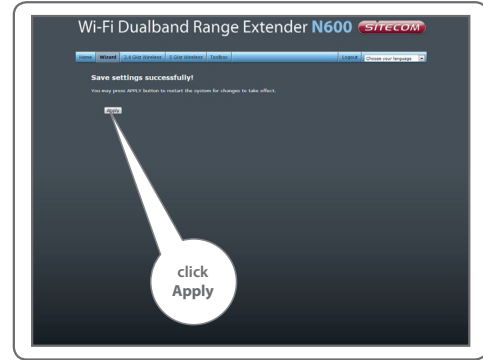 Wi-Fi Dualband Range Extender N600 SITECOM
Home Wizard 2.4 Ghz Wireless 5 Ghz Wireless Toolbox Logout Choose your language
Save settings successfully!
You may press APPLY button to restart the system for changes to take effect.
Apply
click
Apply